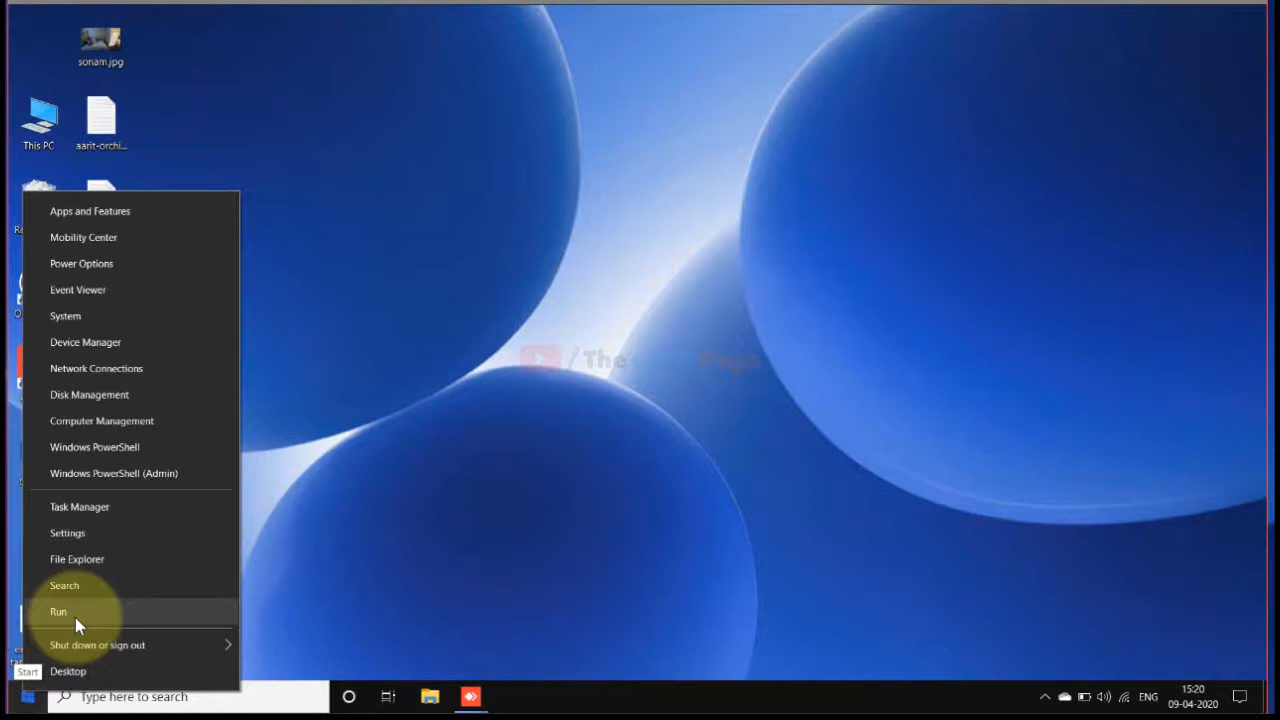 sonam.jpg
This PC
aarit-orchi...
Apps and Features
Mobility Center
Power Options
Event Viewer
System
Device Manager
Network Connections
Disk Management
Computer Management
Windows PowerShell
Windows PowerShell (Admin)
Task Manager
Settings
File Explorer
Search
Run
Shut down or sign out
Start
Desktop
Type here to search
ENG
15:20
09-04-2020
/The
Page